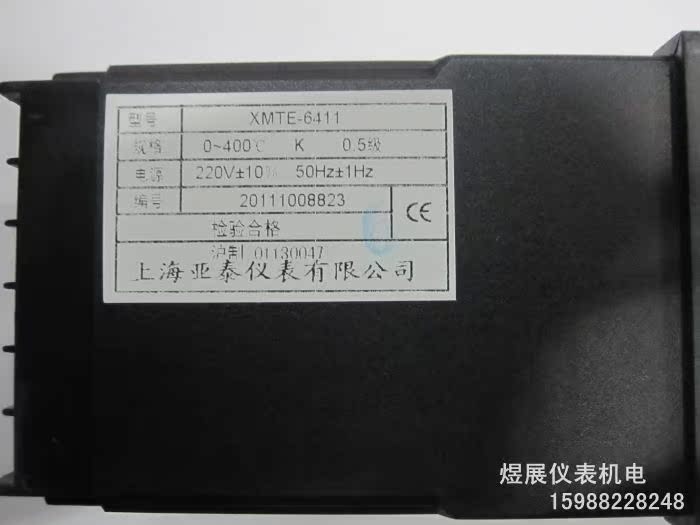 型号 XMTE-6411
规格 0~400℃ K 0.5级
电源 220V±10% 50Hz±1Hz
编号 20111008823
CE
检验合格
沪制 01130047
上海亚泰仪表有限公司
煜展仪表机电
15988228248